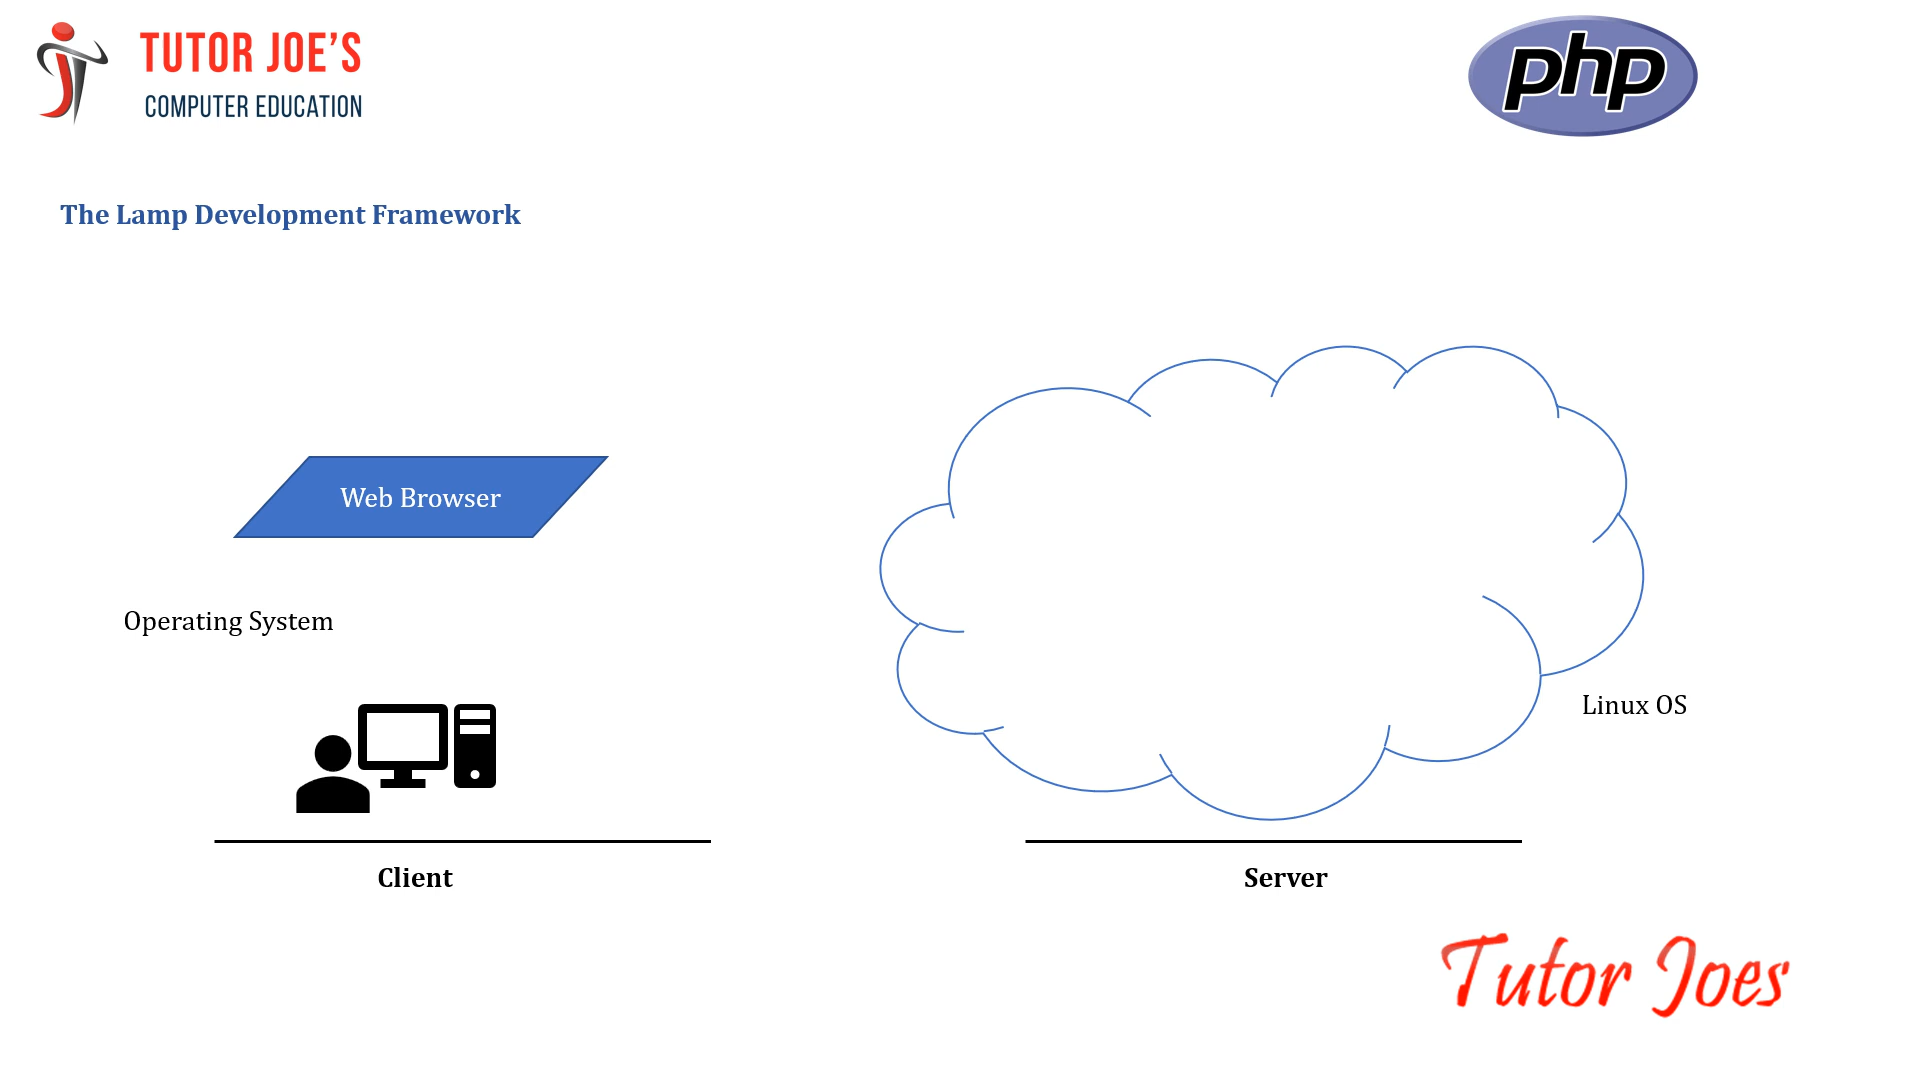 TUTOR JOE'S
COMPUTER EDUCATION
php
The Lamp Development Framework
Web Browser
Operating System
Linux OS
Client
Server
Tutor Joes